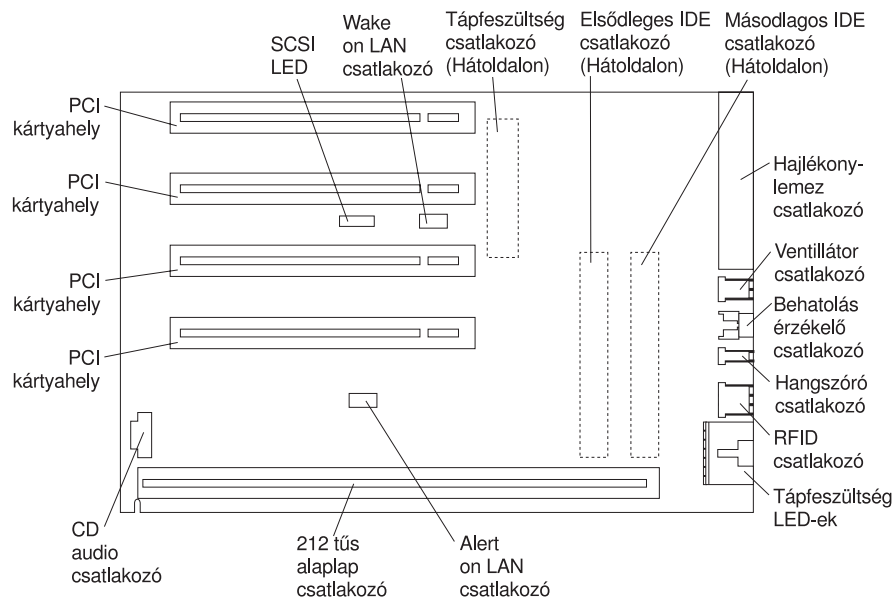 SCSI
LED
Wake
on LAN
csatlakozó
Tápfeszültség
csatlakozó
(Hátoldalon)
Elsődleges IDE
csatlakozó
(Hátoldalon)
Másodlagos IDE
csatlakozó
(Hátoldalon)
PCI
kártyahely
PCI
kártyahely
PCI
kártyahely
PCI
kártyahely
Hajlékony-
lemez
csatlakozó
Ventillátor
csatlakozó
Behatolás
érzékelő
csatlakozó
Hangszóró
csatlakozó
RFID
csatlakozó
Tápfeszültség
LED-ek
CD
audio
csatlakozó
212 tűs
alaplap
csatlakozó
Alert
on LAN
csatlakozó